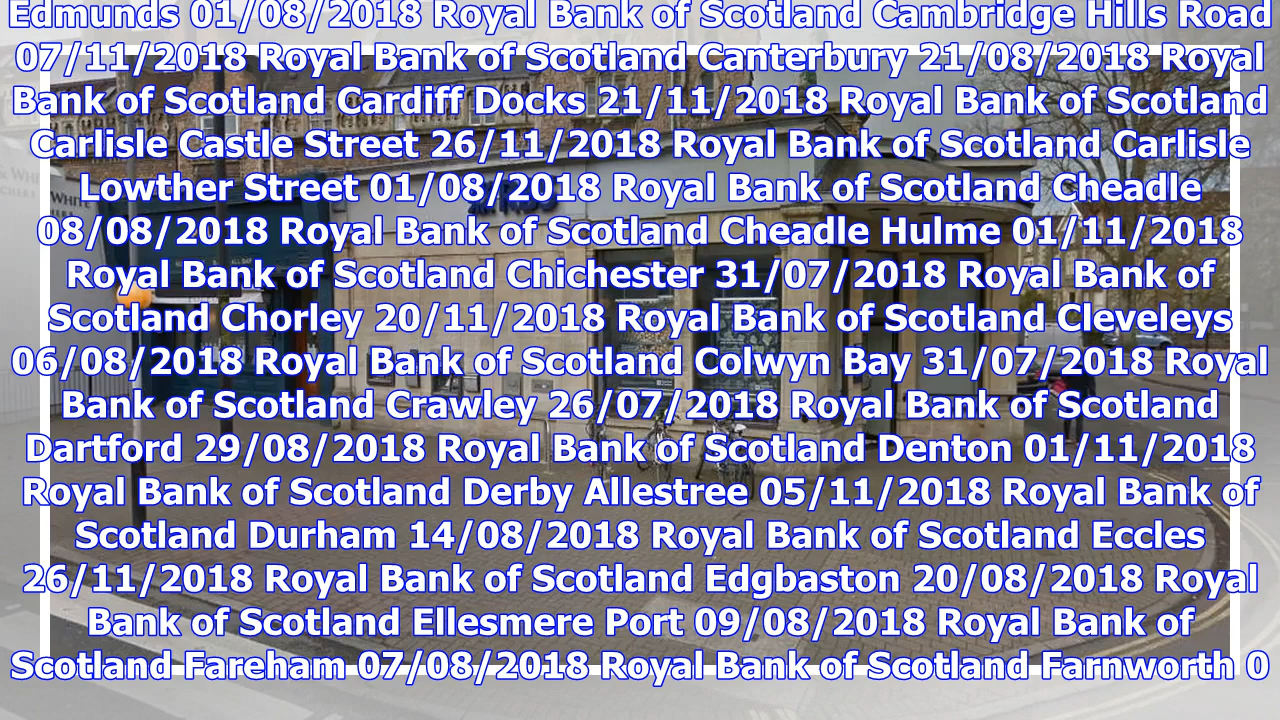 Edmunds 01/08/2018 Royal Bank of Scotland Cambridge Hills Road
07/11/2018 Royal Bank of Scotland Canterbury 21/08/2018 Royal
Bank of Scotland Cardiff Docks 21/11/2018 Royal Bank of Scotland
Carlisle Castle Street 26/11/2018 Royal Bank of Scotland Carlisle
Lowther Street 01/08/2018 Royal Bank of Scotland Cheadle
08/08/2018 Royal Bank of Scotland Cheadle Hulme 01/11/2018
Royal Bank of Scotland Chichester 31/07/2018 Royal Bank of
Scotland Chorley 20/11/2018 Royal Bank of Scotland Cleveleys
06/08/2018 Royal Bank of Scotland Colwyn Bay 31/07/2018 Royal
Bank of Scotland Crawley 26/07/2018 Royal Bank of Scotland
Dartford 29/08/2018 Royal Bank of Scotland Denton 01/11/2018
Royal Bank of Scotland Derby Allestree 05/11/2018 Royal Bank of
Scotland Durham 14/08/2018 Royal Bank of Scotland Eccles
26/11/2018 Royal Bank of Scotland Edgbaston 20/08/2018 Royal
Bank of Scotland Ellesmere Port 09/08/2018 Royal Bank of
Scotland Fareham 07/08/2018 Royal Bank of Scotland Farnworth 0